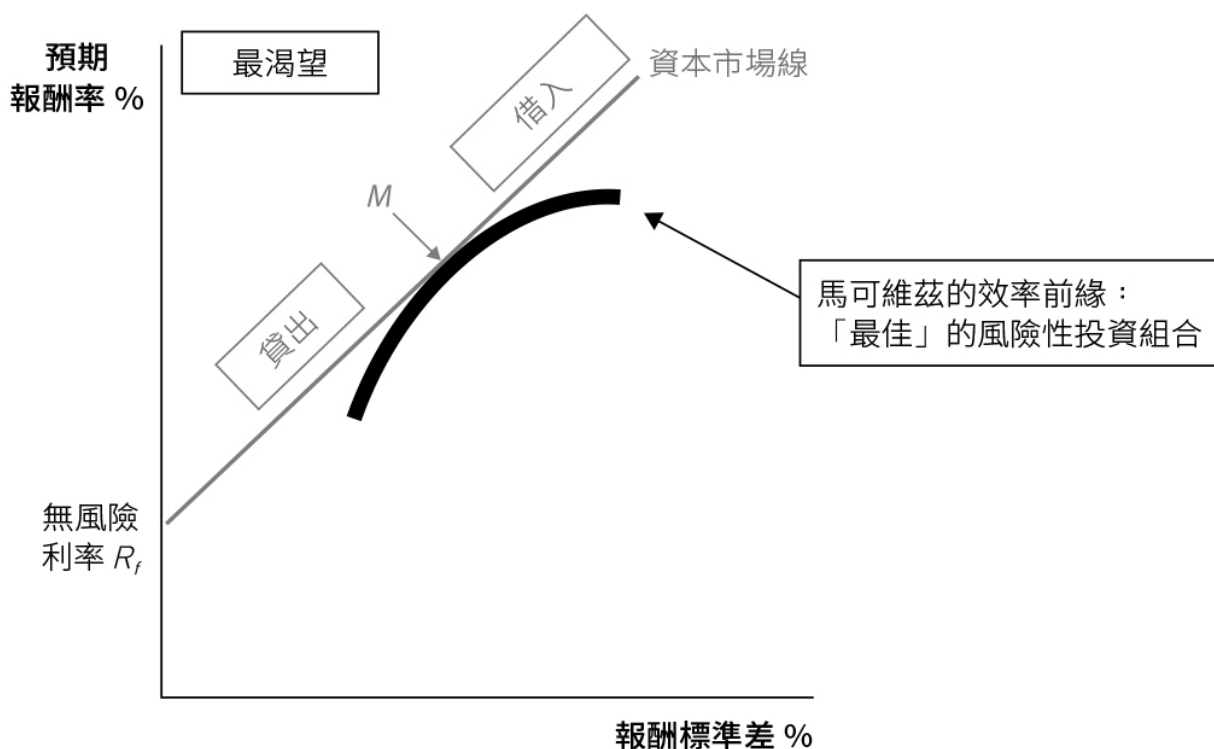 預期
報酬率 %
最渴望
資本市場線
借入
M
貸出
馬可維茲的效率前緣：
「最佳」的風險性投資組合
無風險
利率 Rf
報酬標準差 %